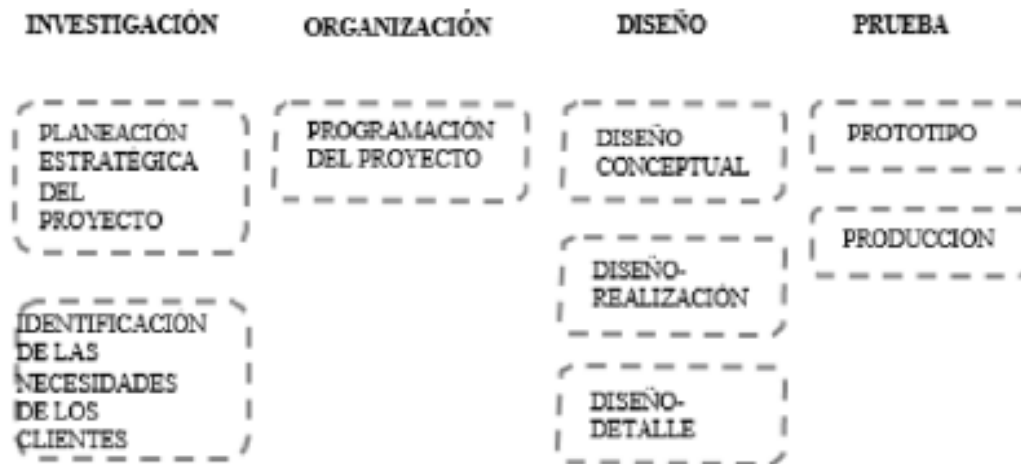 INVESTIGACIÓN
ORGANIZACIÓN
DISEÑO
PRUEBA
PLANEACIÓN
ESTRATÉGICA
DEL
PROYECTO
IDENTIFICACIÓN
DE LAS
NECESIDADES
DE LOS
CLIENTES
PROGRAMACIÓN
DEL PROYECTO
DISEÑO
CONCEPTUAL
DISEÑO-
REALIZACIÓN
DISEÑO-
DETALLE
PROTOTIPO
PRODUCCION